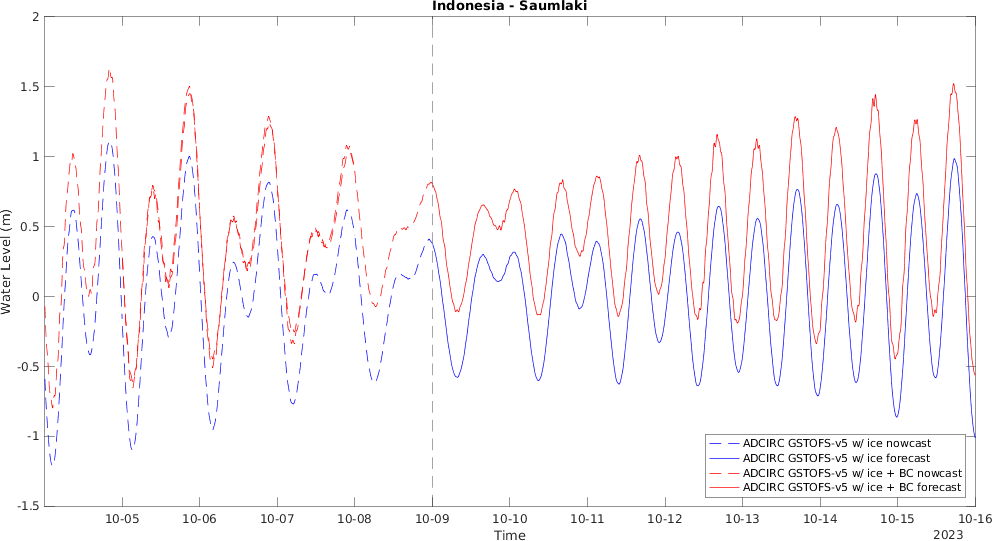 Indonesia - Saumlaki
Water Level (m)
2
1.5
1
0.5
0
-0.5
-1
-1.5
ADCIRC GSTOFS-v5 w/ ice nowcast
ADCIRC GSTOFS-v5 w/ ice forecast
ADCIRC GSTOFS-v5 w/ ice + BC nowcast
ADCIRC GSTOFS-v5 w/ ice + BC forecast
10-05 10-06 10-07 10-08 10-09 10-10 10-11 10-12 10-13 10-14 10-15 10-16
Time
2023